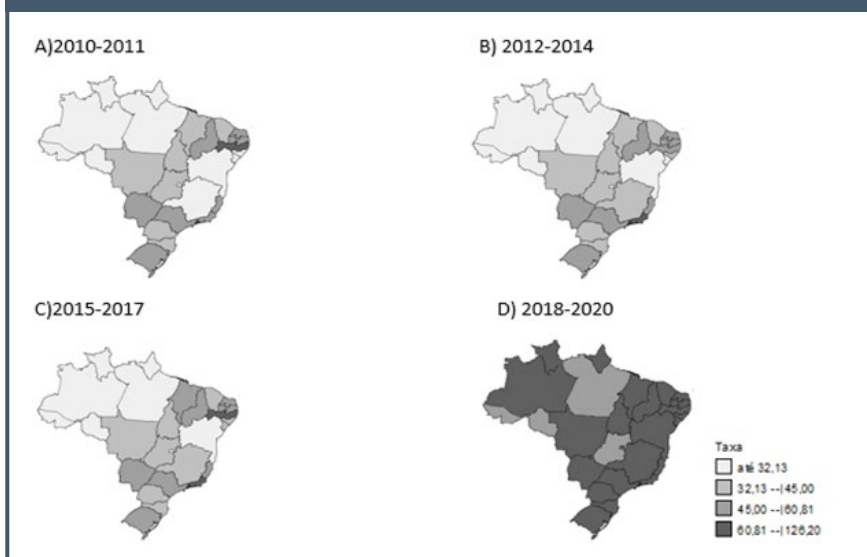 A)2010-2011
B) 2012-2014
C)2015-2017
D) 2018-2020
Taxa
até 32,13
32,13 --|45,00
45,00 --|60,81
60,81 --|126,20